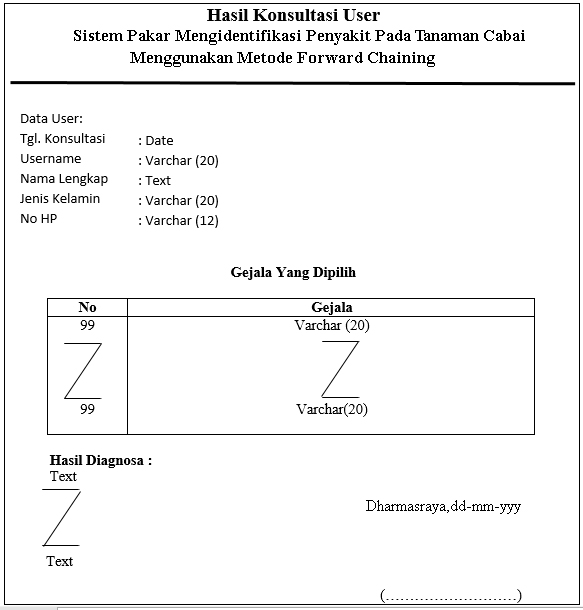 Hasil Konsultasi User
Sistem Pakar Mengidentifikasi Penyakit Pada Tanaman Cabai
Menggunakan Metode Forward Chaining
Data User:
Tgl. Konsultasi : Date
Username : Varchar (20)
Nama Lengkap : Text
Jenis Kelamin : Varchar (20)
No HP : Varchar (12)
Gejala Yang Dipilih
No Gejala
99 Varchar (20)
99 Varchar(20)
Hasil Diagnosa :
Text
Dharmasraya,dd-mm-yyy
Text
(……………………….)